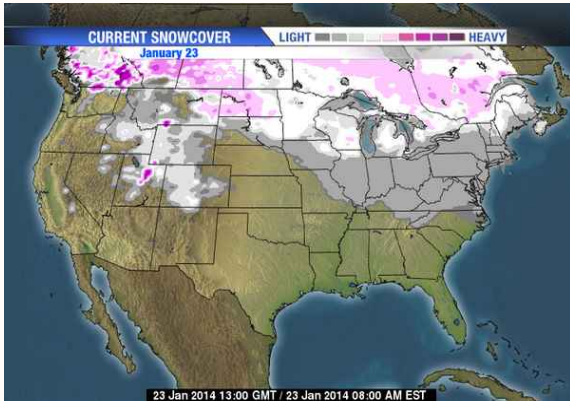 CURRENT SNOWCOVER LIGHT HEAVY
January 23
23 Jan 2014 13:00 GMT / 23 Jan 2014 08:00 AM EST